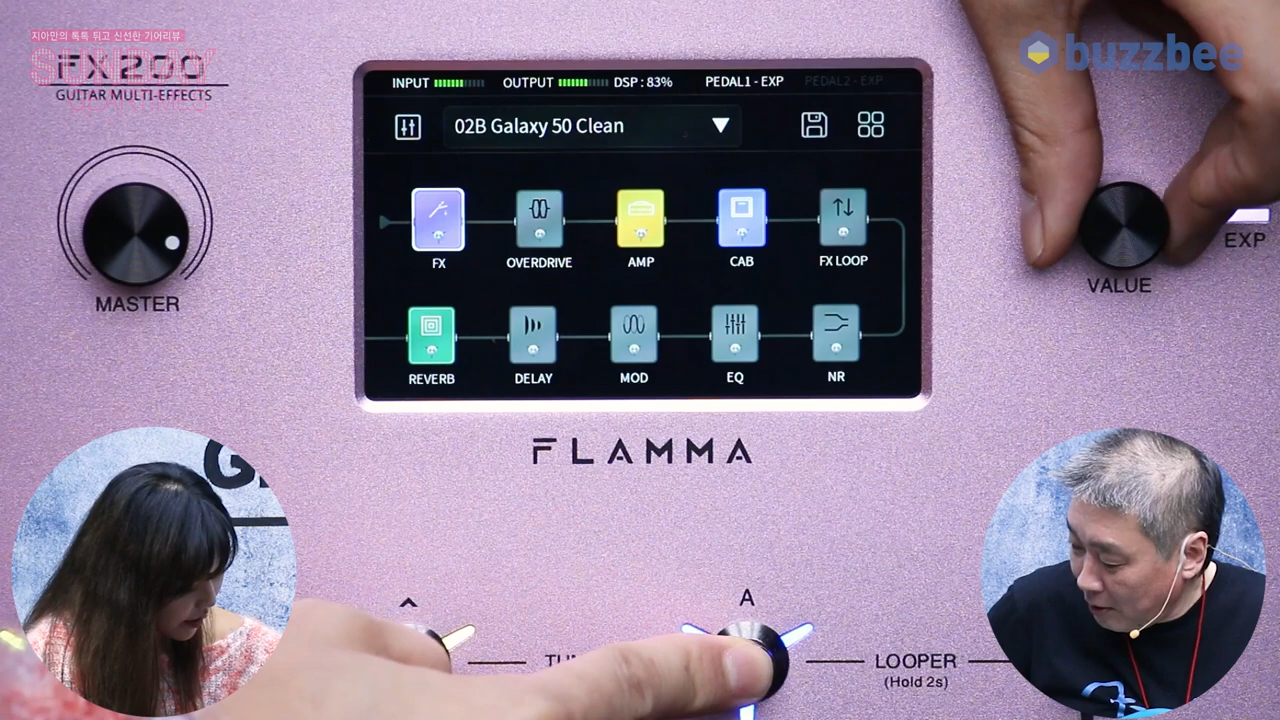 지아만의 톡톡 튀고 신선한 기어리뷰
FX200
GUITAR MULTI-EFFECTS
buzzbee
INPUT OUTPUT DSP : 83% PEDAL1 - EXP PEDAL2 - EXP
02B Galaxy 50 Clean
FX OVERDRIVE AMP CAB FX LOOP
REVERB DELAY MOD EQ NR
MASTER
VALUE
EXP
FLAMMA
A
LOOPER
(Hold 2s)